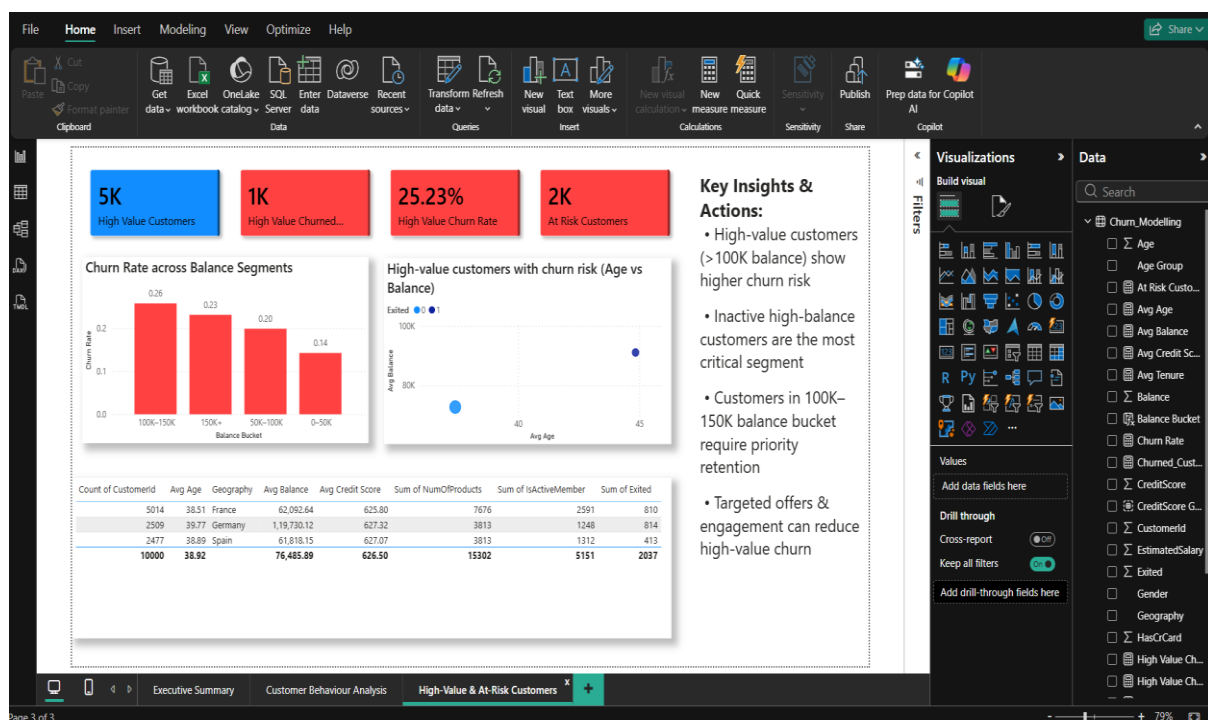 File Home Insert Modeling View Optimize Help Share
Paste
Cut
Copy
Format painter
Clipboard
Get data
Excel workbook
OneLake catalog
SQL Server
Enter data
Dataverse
Recent sources
Data
Transform data
Refresh
Queries
New visual
Text box
More visuals
Insert
New visual calculation
New measure
Quick measure
Calculations
Sensitivity
Sensitivity
Publish
Share
Prep data for AI
Copilot
Copilot
5K
High Value Customers
1K
High Value Churned...
25.23%
High Value Churn Rate
2K
At Risk Customers
Churn Rate across Balance Segments
0.26
0.23
0.20
0.14
0.2
0.1
0.0
Churn Rate
100K–150K 150K+ 50K–100K 0–50K
Balance Bucket
High-value customers with churn risk (Age vs
Balance)
Exited 0 1
100K
80K
Avg Balance
40 45
Avg Age
Count of CustomerId Avg Age Geography Avg Balance Avg Credit Score Sum of NumOfProducts Sum of IsActiveMember Sum of Exited
5014 38.51 France 62,092.64 625.80 7676 2591 810
2509 39.77 Germany 1,19,730.12 627.32 3813 1248 814
2477 38.89 Spain 61,818.15 627.07 3813 1312 413
10000 38.92 76,485.89 626.50 15302 5151 2037
Key Insights &
Actions:
• High-value customers
(>100K balance) show
higher churn risk
• Inactive high-balance
customers are the most
critical segment
• Customers in 100K–
150K balance bucket
require priority
retention
• Targeted offers &
engagement can reduce
high-value churn
Filters
Visualizations
Build visual
R Py
Values
Add data fields here
Drill through
Cross-report Off
Keep all filters On
Add drill-through fields here
Data
Search
Churn_Modelling
Age
Age Group
At Risk Custo...
Avg Age
Avg Balance
Avg Credit Sc...
Avg Tenure
Balance
Balance Bucket
Churn Rate
Churned_Cust...
CreditScore
CreditScore G...
CustomerId
EstimatedSalary
Exited
Gender
Geography
HasCrCard
High Value Ch...
High Value Ch...
Executive Summary Customer Behaviour Analysis High-Value & At-Risk Customers x +
Page 3 of 3
- + 79%